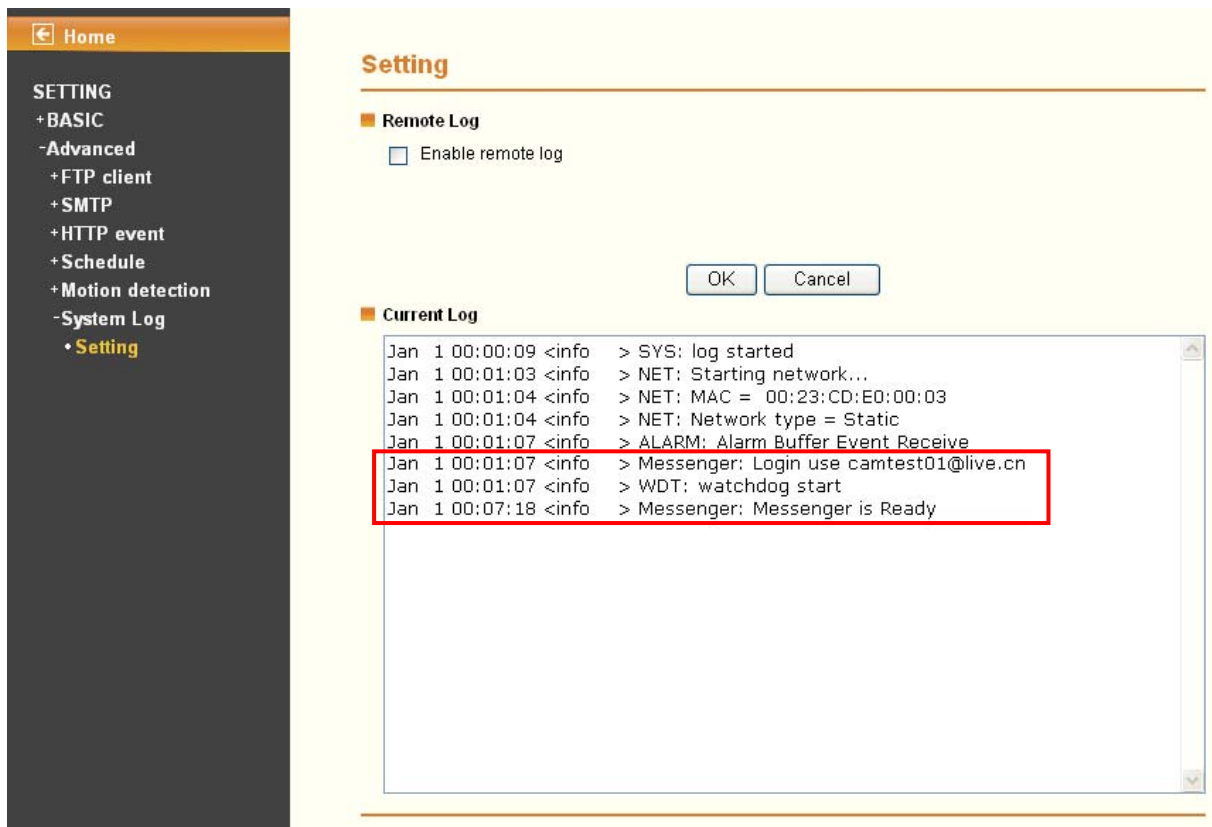 Home
SETTING
+BASIC
-Advanced
+FTP client
+SMTP
+HTTP event
+Schedule
+Motion detection
-System Log
•Setting
Setting
Remote Log
Enable remote log
OK Cancel
Current Log
Jan 1 00:00:09 <info > SYS: log started
Jan 1 00:01:03 <info > NET: Starting network...
Jan 1 00:01:04 <info > NET: MAC = 00:23:CD:E0:00:03
Jan 1 00:01:04 <info > NET: Network type = Static
Jan 1 00:01:07 <info > ALARM: Alarm Buffer Event Receive
Jan 1 00:01:07 <info > Messenger: Login use camtest01@live.cn
Jan 1 00:01:07 <info > WDT: watchdog start
Jan 1 00:07:18 <info > Messenger: Messenger is Ready